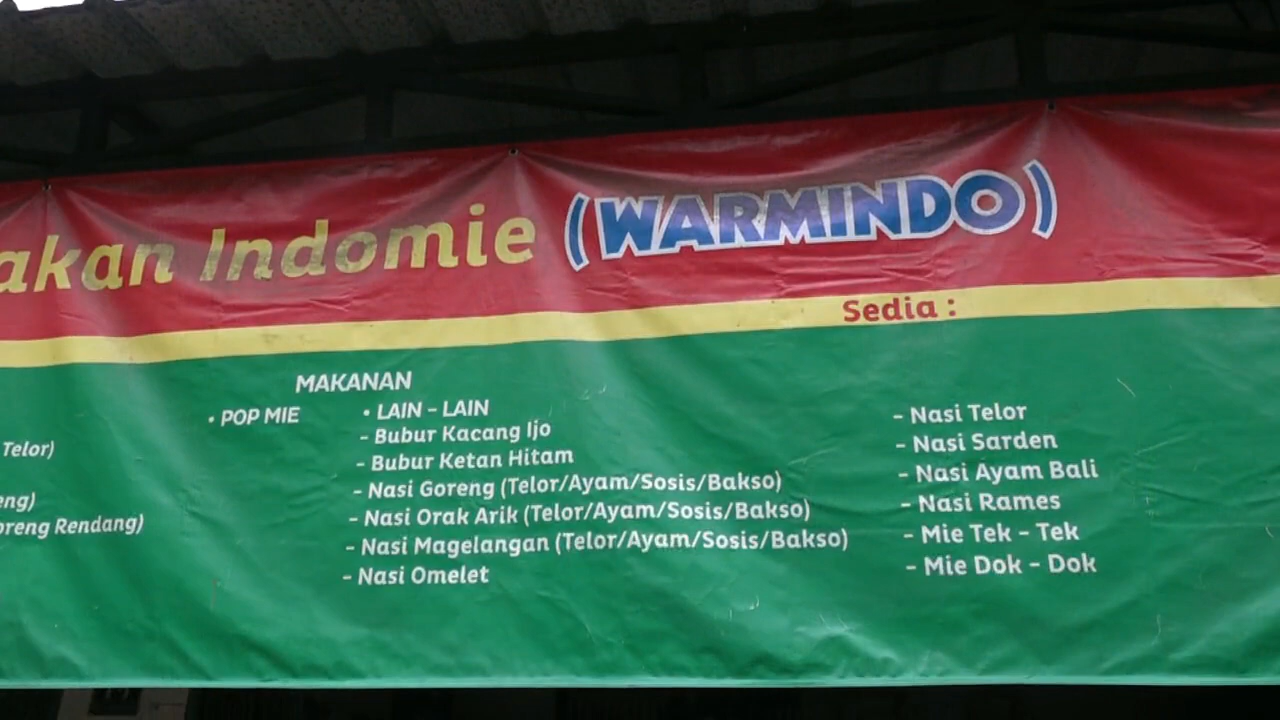 akan Indomie (WARMINDO)
Sedia :
MAKANAN
Telor)
eng)
oreng Rendang)
• POP MIE
• LAIN - LAIN
- Bubur Kacang Ijo
- Bubur Ketan Hitam
- Nasi Goreng (Telor/Ayam/Sosis/Bakso)
- Nasi Orak Arik (Telor/Ayam/Sosis/Bakso)
- Nasi Magelangan (Telor/Ayam/Sosis/Bakso)
- Nasi Omelet
- Nasi Telor
- Nasi Sarden
- Nasi Ayam Bali
- Nasi Rames
- Mie Tek - Tek
- Mie Dok - Dok